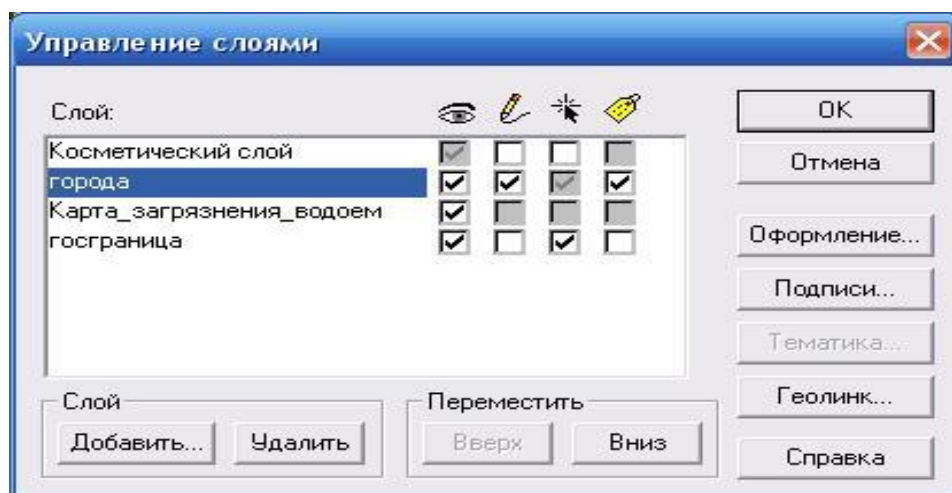 Управление слоями
Слой:
Косметический слой
города
Карта_загрязнения_водоем
госграница
OK
Отмена
Оформление...
Подписи...
Тематика...
Геолинк...
Справка
Слой
Добавить...
Удалить
Переместить
Вверх
Вниз